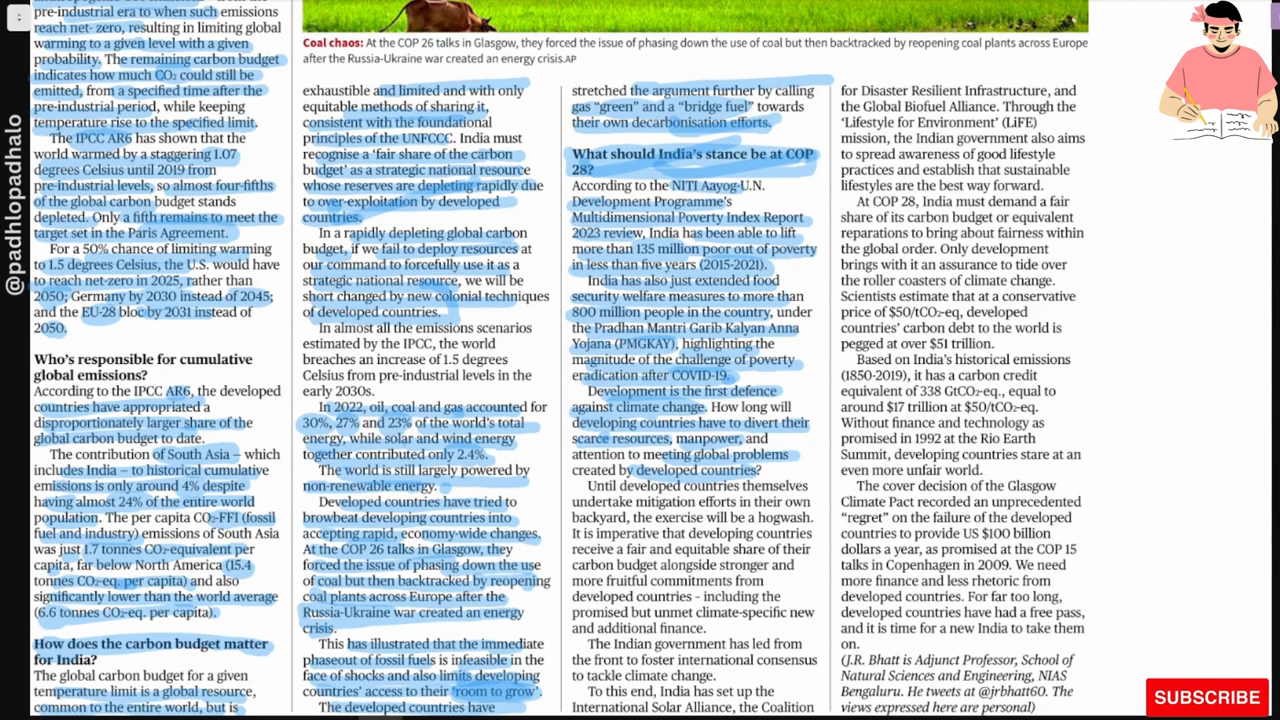 @padhlopadhalo
pre-industrial era to when such emissions
reach net- zero, resulting in limiting global
warming to a given level with a given
probability. The remaining carbon budget
indicates how much CO₂ could still be
emitted, from a specified time after the
pre-industrial period, while keeping
temperature rise to the specified limit.
The IPCC AR6 has shown that the
world warmed by a staggering 1.07
degrees Celsius until 2019 from
pre-industrial levels, so almost four-fifths
of the global carbon budget stands
depleted. Only a fifth remains to meet the
target set in the Paris Agreement.
For a 50% chance of limiting warming
to 1.5 degrees Celsius, the U.S. would have
to reach net-zero in 2025, rather than
2050; Germany by 2030 instead of 2045;
and the EU-28 bloc by 2031 instead of
2050.
Who's responsible for cumulative
global emissions?
According to the IPCC AR6, the developed
countries have appropriated a
disproportionately larger share of the
global carbon budget to date.
The contribution of South Asia – which
includes India – to historical cumulative
emissions is only around 4% despite
having almost 24% of the entire world
population. The per capita CO₂-FFI (fossil
fuel and industry) emissions of South Asia
was just 1.7 tonnes CO₂-equivalent per
capita, far below North America (15.4
tonnes CO₂-eq. per capita) and also
significantly lower than the world average
(6.6 tonnes CO₂-eq. per capita).
How does the carbon budget matter
for India?
The global carbon budget for a given
temperature limit is a global resource,
common to the entire world, but is
Coal chaos: At the COP 26 talks in Glasgow, they forced the issue of phasing down the use of coal but then backtracked by reopening coal plants across Europe
after the Russia-Ukraine war created an energy crisis.AP
exhaustible and limited and with only
equitable methods of sharing it,
consistent with the foundational
principles of the UNFCCC. India must
recognise a 'fair share of the carbon
budget' as a strategic national resource
whose reserves are depleting rapidly due
to over-exploitation by developed
countries.
In a rapidly depleting global carbon
budget, if we fail to deploy resources at
our command to forcefully use it as a
strategic national resource, we will be
short changed by new colonial techniques
of developed countries.
In almost all the emissions scenarios
estimated by the IPCC, the world
breaches an increase of 1.5 degrees
Celsius from pre-industrial levels in the
early 2030s.
In 2022, oil, coal and gas accounted for
30%, 27% and 23% of the world's total
energy, while solar and wind energy
together contributed only 2.4%.
The world is still largely powered by
non-renewable energy.
Developed countries have tried to
browbeat developing countries into
accepting rapid, economy-wide changes.
At the COP 26 talks in Glasgow, they
forced the issue of phasing down the use
of coal but then backtracked by reopening
coal plants across Europe after the
Russia-Ukraine war created an energy
crisis.
This has illustrated that the immediate
phaseout of fossil fuels is infeasible in the
face of shocks and also limits developing
countries' access to their 'room to grow'.
The developed countries have
stretched the argument further by calling
gas "green" and a "bridge fuel" towards
their own decarbonisation efforts.
What should India's stance be at COP
28?
According to the NITI Aayog-U.N.
Development Programme's
Multidimensional Poverty Index Report
2023 review, India has been able to lift
more than 135 million poor out of poverty
in less than five years (2015-2021).
India has also just extended food
security welfare measures to more than
800 million people in the country, under
the Pradhan Mantri Garib Kalyan Anna
Yojana (PMGKAY), highlighting the
magnitude of the challenge of poverty
eradication after COVID-19.
Development is the first defence
against climate change. How long will
developing countries have to divert their
scarce resources, manpower, and
attention to meeting global problems
created by developed countries?
Until developed countries themselves
undertake mitigation efforts in their own
backyard, the exercise will be a hogwash.
It is imperative that developing countries
receive a fair and equitable share of their
carbon budget alongside stronger and
more fruitful commitments from
developed countries - including the
promised but unmet climate-specific new
and additional finance.
The Indian government has led from
the front to foster international consensus
to tackle climate change.
To this end, India has set up the
International Solar Alliance, the Coalition
for Disaster Resilient Infrastructure, and
the Global Biofuel Alliance. Through the
'Lifestyle for Environment' (LiFE)
mission, the Indian government also aims
to spread awareness of good lifestyle
practices and establish that sustainable
lifestyles are the best way forward.
At COP 28, India must demand a fair
share of its carbon budget or equivalent
reparations to bring about fairness within
the global order. Only development
brings with it an assurance to tide over
the roller coasters of climate change.
Scientists estimate that at a conservative
price of $50/tCO₂-eq, developed
countries' carbon debt to the world is
pegged at over $51 trillion.
Based on India's historical emissions
(1850-2019), it has a carbon credit
equivalent of 338 GtCO₂-eq., equal to
around $17 trillion at $50/tCO₂-eq.
Without finance and technology as
promised in 1992 at the Rio Earth
Summit, developing countries stare at an
even more unfair world.
The cover decision of the Glasgow
Climate Pact recorded an unprecedented
"regret" on the failure of the developed
countries to provide US $100 billion
dollars a year, as promised at the COP 15
talks in Copenhagen in 2009. We need
more finance and less rhetoric from
developed countries. For far too long,
developed countries have had a free pass,
and it is time for a new India to take them
on.
(J.R. Bhatt is Adjunct Professor, School of
Natural Sciences and Engineering, NIAS
Bengaluru. He tweets at @jrbhatt60. The
views expressed here are personal)
SUBSCRIBE